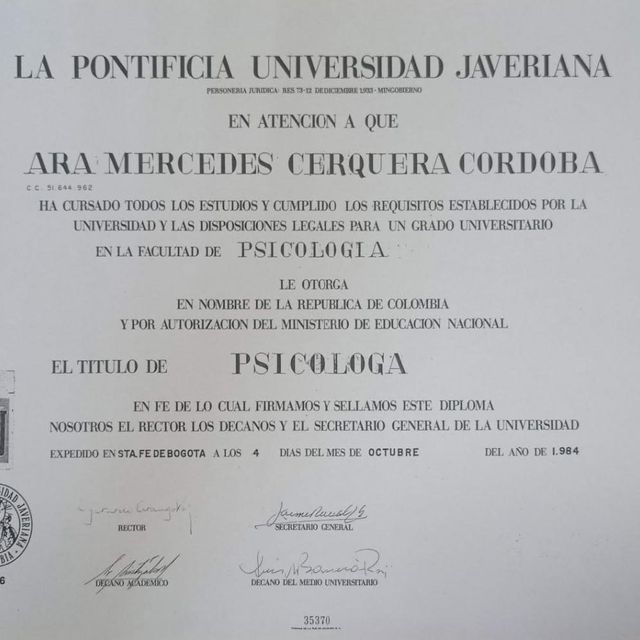 LA PONTIFICIA UNIVERSIDAD JAVERIANA
PERSONERIA JURIDICA: RES 73-12 DE DICIEMBRE 1.933 - MINGOBIERNO
EN ATENCION A QUE
ARA MERCEDES CERQUERA CORDOBA
C.C. 51.644.962
HA CURSADO TODOS LOS ESTUDIOS Y CUMPLIDO LOS REQUISITOS ESTABLECIDOS POR LA
UNIVERSIDAD Y LAS DISPOSICIONES LEGALES PARA UN GRADO UNIVERSITARIO
EN LA FACULTAD DE PSICOLOGIA
LE OTORGA
EN NOMBRE DE LA REPUBLICA DE COLOMBIA
Y POR AUTORIZACION DEL MINISTERIO DE EDUCACION NACIONAL
EL TITULO DE PSICOLOGA
EN FE DE LO CUAL FIRMAMOS Y SELLAMOS ESTE DIPLOMA
NOSOTROS EL RECTOR LOS DECANOS Y EL SECRETARIO GENERAL DE LA UNIVERSIDAD
EXPEDIDO EN STA. FE DE BOGOTA A LOS 4 DIAS DEL MES DE OCTUBRE DEL AÑO DE 1.984
RECTOR
SECRETARIO GENERAL
DECANO ACADEMICO
DECANO DEL MEDIO UNIVERSITARIO
JAVERIANA
6
35370